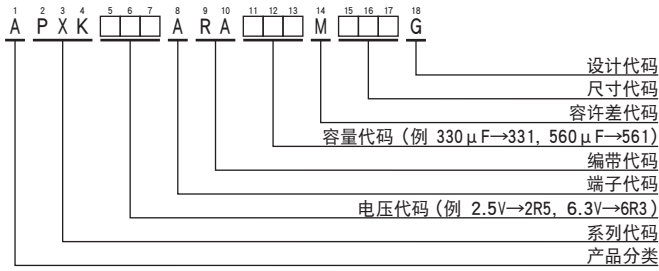 1 2 3 4 5 6 7 8 9 10 11 12 13 14 15 16 17 18
A PXK □□□ A RA □□□ M □□□ G
设计代码
尺寸代码
容许差代码
容量代码 (例 330μF→331, 560μF→561)
编带代码
端子代码
电压代码 (例 2.5V→2R5, 6.3V→6R3)
系列代码
产品分类